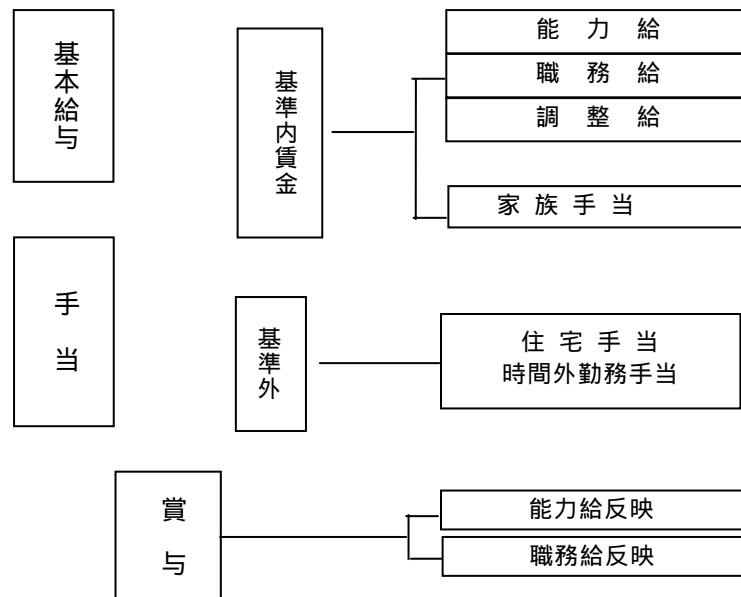 基本給与
基準内賃金
能力給
職務給
調整給
家族手当
手当
基準外
住宅手当
時間外勤務手当
賞与
能力給反映
職務給反映